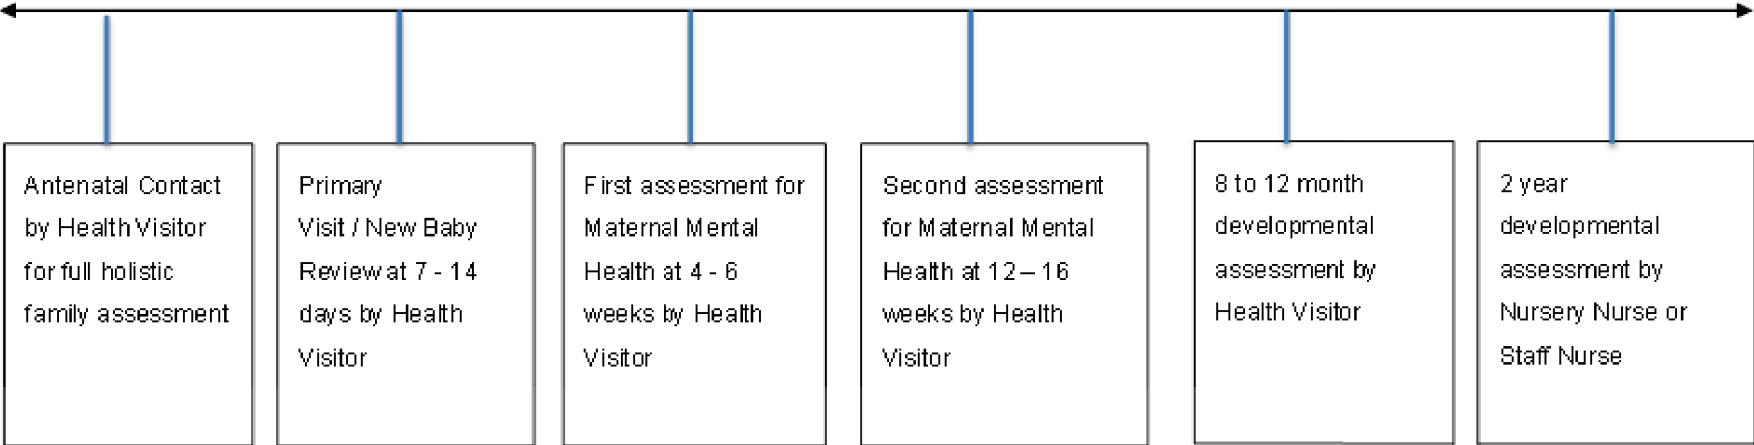 Antenatal Contact
by Health Visitor
for full holistic
family assessment
Primary
Visit / New Baby
Review at 7 - 14
days by Health
Visitor
First assessment for
Maternal Mental
Health at 4 - 6
weeks by Health
Visitor
Second assessment
for Maternal Mental
Health at 12 – 16
weeks by Health
Visitor
8 to 12 month
developmental
assessment by
Health Visitor
2 year
developmental
assessment by
Nursery Nurse or
Staff Nurse